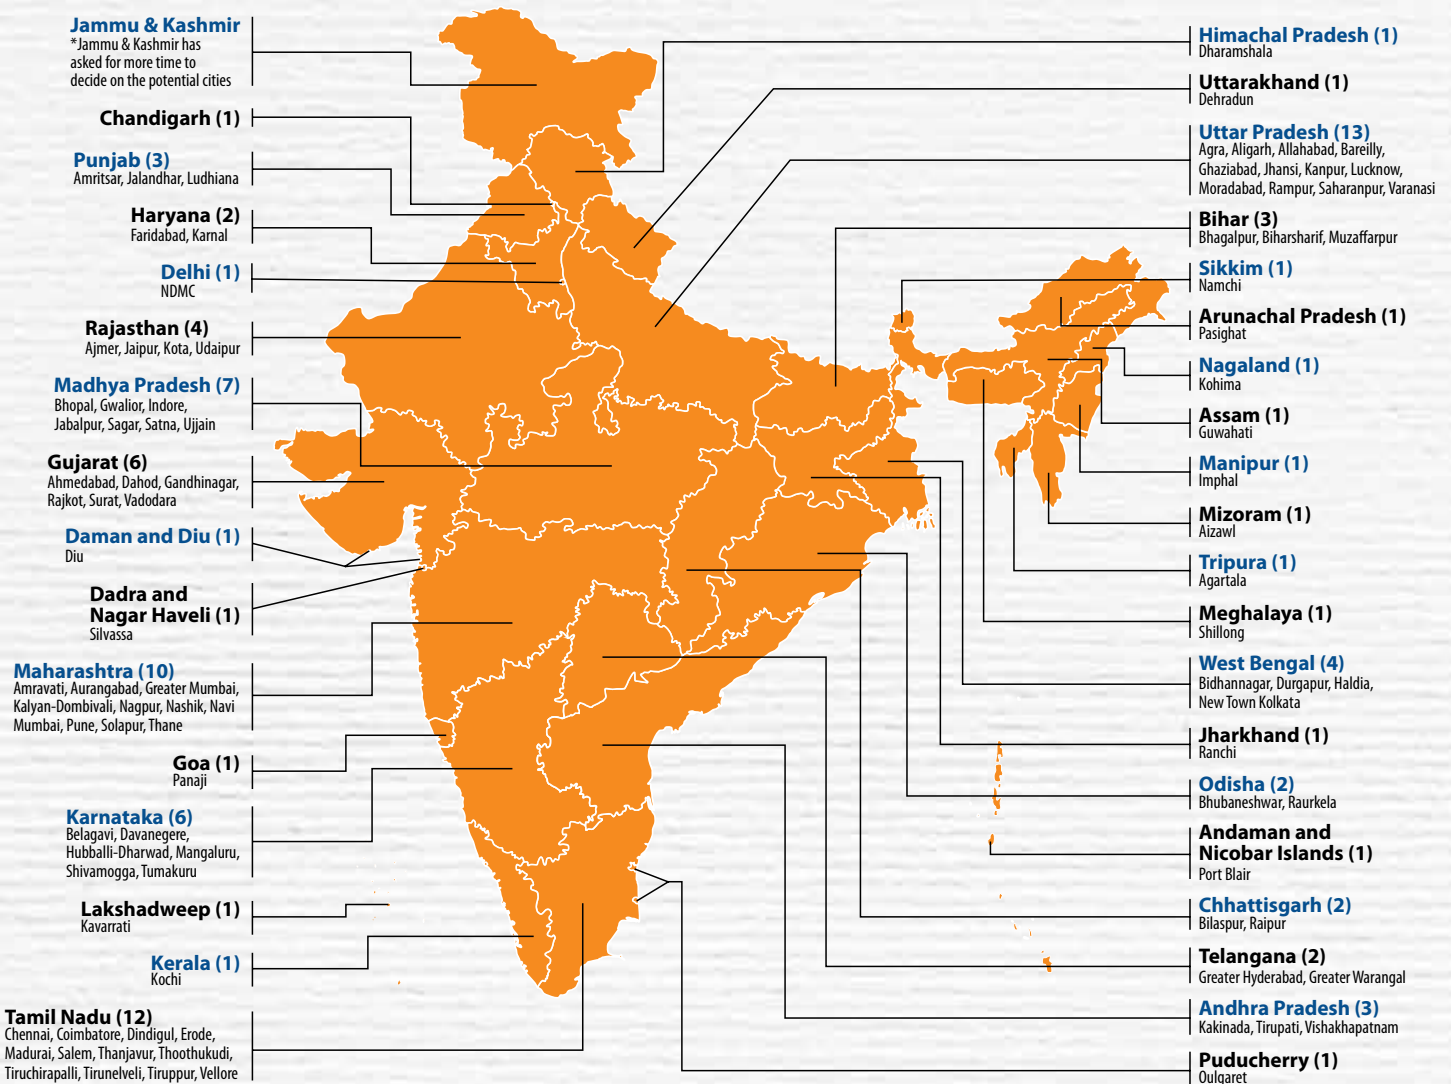 Jammu & Kashmir
*Jammu & Kashmir has
asked for more time to
decide on the potential cities
Chandigarh (1)
Punjab (3)
Amritsar, Jalandhar, Ludhiana
Haryana (2)
Faridabad, Karnal
Delhi (1)
NDMC
Rajasthan (4)
Ajmer, Jaipur, Kota, Udaipur
Madhya Pradesh (7)
Bhopal, Gwalior, Indore,
Jabalpur, Sagar, Satna, Ujjain
Gujarat (6)
Ahmedabad, Dahod, Gandhinagar,
Rajkot, Surat, Vadodara
Daman and Diu (1)
Diu
Dadra and
Nagar Haveli (1)
Silvassa
Maharashtra (10)
Amravati, Aurangabad, Greater Mumbai,
Kalyan-Dombivali, Nagpur, Nashik, Navi
Mumbai, Pune, Solapur, Thane
Goa (1)
Panaji
Karnataka (6)
Belagavi, Davanegere,
Hubballi-Dharwad, Mangaluru,
Shivamogga, Tumakuru
Lakshadweep (1)
Kavarrati
Kerala (1)
Kochi
Tamil Nadu (12)
Chennai, Coimbatore, Dindigul, Erode,
Madurai, Salem, Thanjavur, Thoothukudi,
Tiruchirapalli, Tirunelveli, Tiruppur, Vellore
Himachal Pradesh (1)
Dharamshala
Uttarakhand (1)
Dehradun
Uttar Pradesh (13)
Agra, Aligarh, Allahabad, Bareilly,
Ghaziabad, Jhansi, Kanpur, Lucknow,
Moradabad, Rampur, Saharanpur, Varanasi
Bihar (3)
Bhagalpur, Biharsharif, Muzaffarpur
Sikkim (1)
Namchi
Arunachal Pradesh (1)
Pasighat
Nagaland (1)
Kohima
Assam (1)
Guwahati
Manipur (1)
Imphal
Mizoram (1)
Aizawl
Tripura (1)
Agartala
Meghalaya (1)
Shillong
West Bengal (4)
Bidhannagar, Durgapur, Haldia,
New Town Kolkata
Jharkhand (1)
Ranchi
Odisha (2)
Bhubaneshwar, Raurkela
Andaman and
Nicobar Islands (1)
Port Blair
Chhattisgarh (2)
Bilaspur, Raipur
Telangana (2)
Greater Hyderabad, Greater Warangal
Andhra Pradesh (3)
Kakinada, Tirupati, Vishakhapatnam
Puducherry (1)
Oulgaret